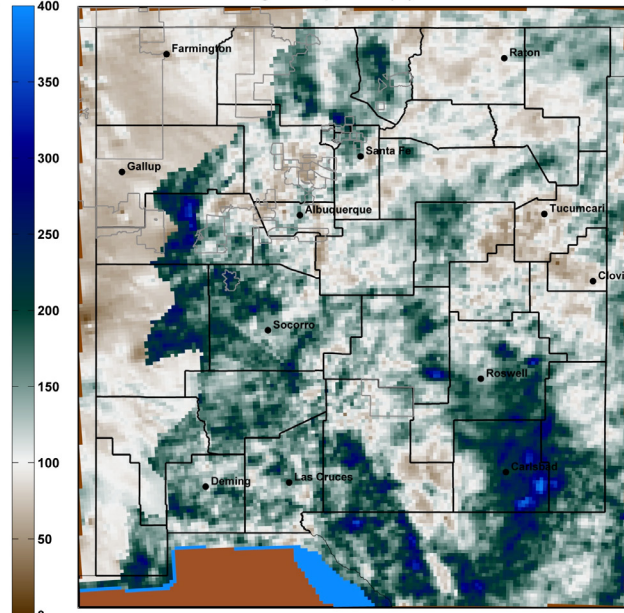 400
350
300
250
200
150
100
50
0
Farmington
Raton
Santa Fe
Gallup
Albuquerque
Tucumcari
Clovi
Socorro
Roswell
Carlsbad
Deming
Las Cruces